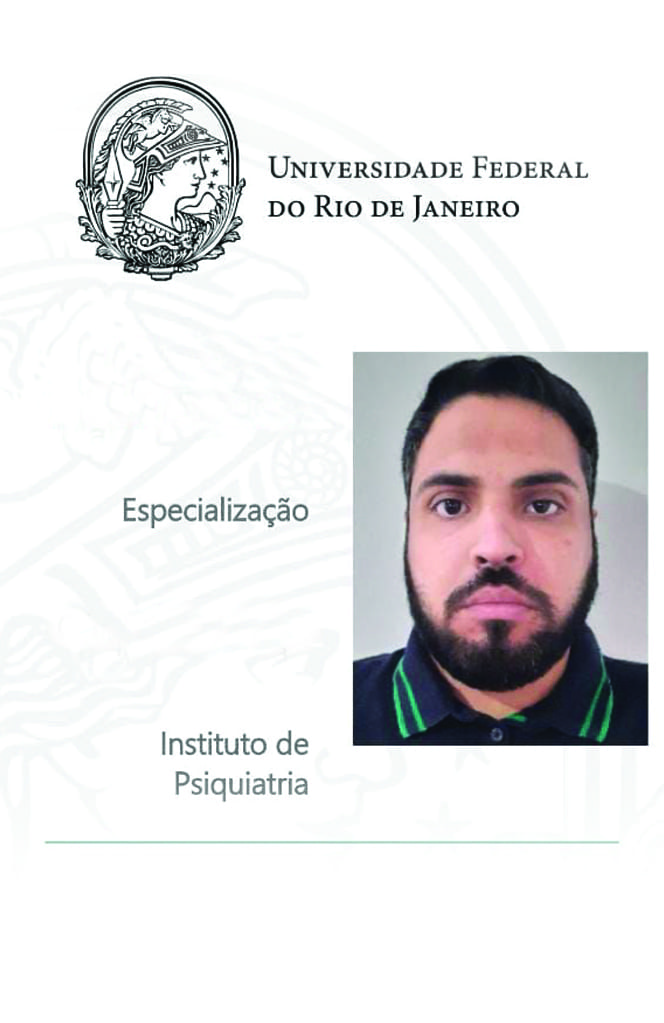 Universidade Federal
do Rio de Janeiro
Especialização
Instituto de
Psiquiatria